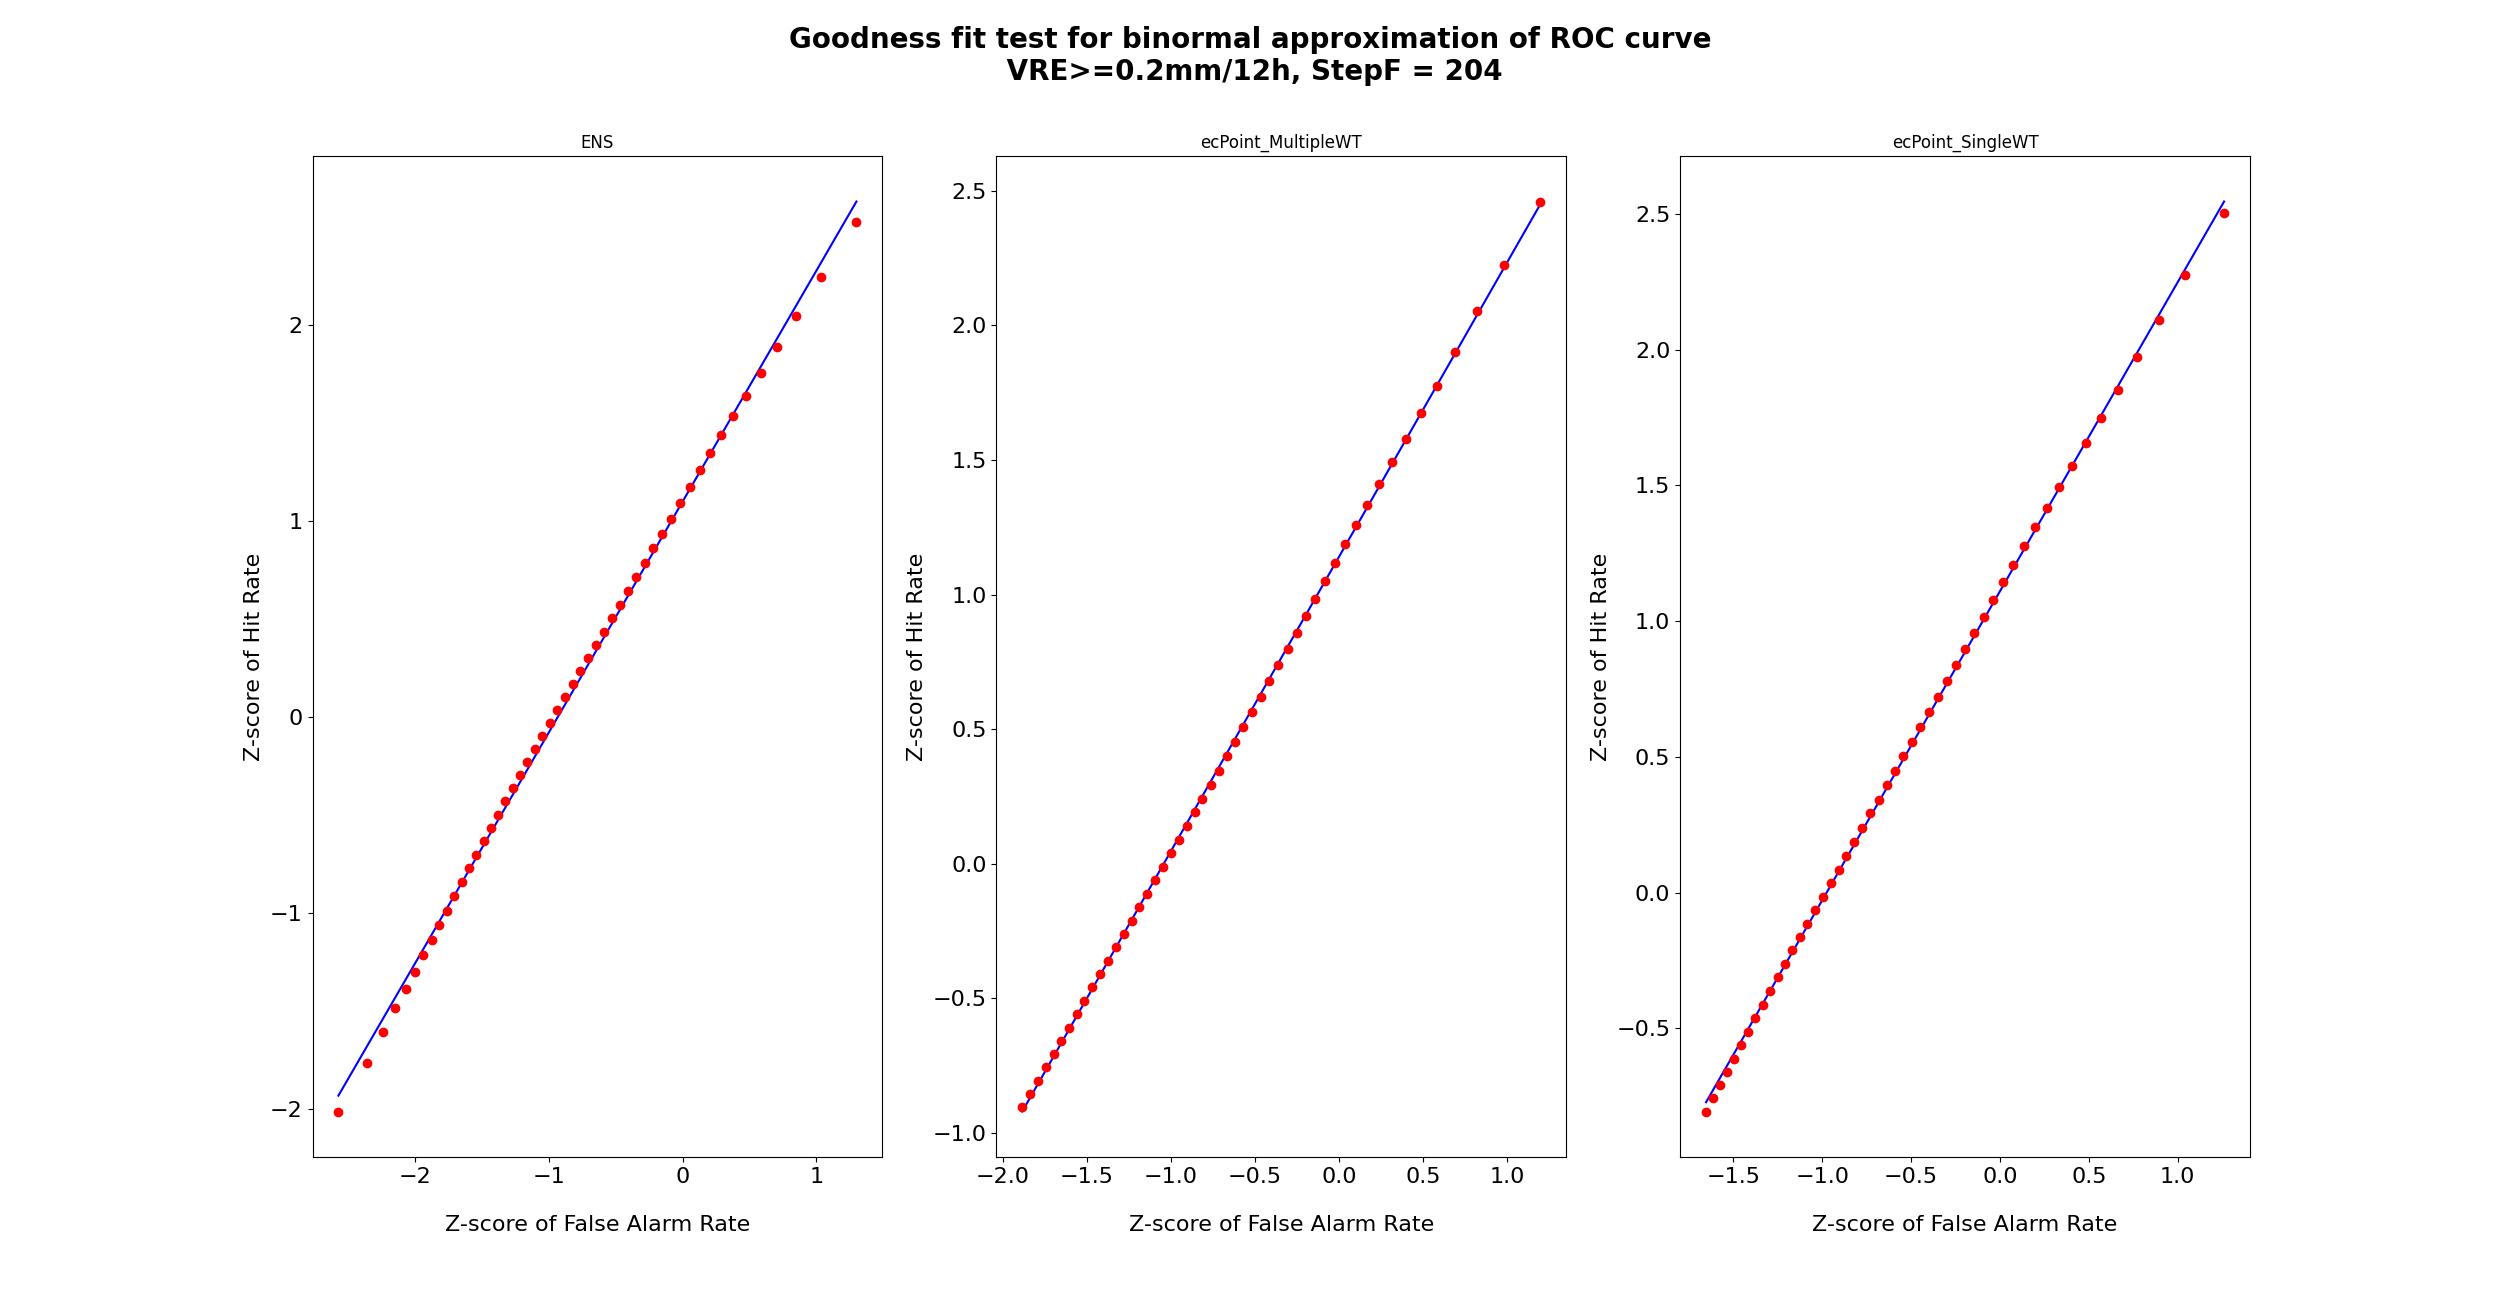 Goodness fit test for binormal approximation of ROC curve
VRE>=0.2mm/12h, StepF = 204
ENS
2
1
0
−1
−2
Z-score of Hit Rate
−2 −1 0 1
Z-score of False Alarm Rate
ecPoint_MultipleWT
2.5
2.0
1.5
1.0
0.5
0.0
−0.5
−1.0
Z-score of Hit Rate
−2.0 −1.5 −1.0 −0.5 0.0 0.5 1.0
Z-score of False Alarm Rate
ecPoint_SingleWT
2.5
2.0
1.5
1.0
0.5
0.0
−0.5
Z-score of Hit Rate
−1.5 −1.0 −0.5 0.0 0.5 1.0
Z-score of False Alarm Rate